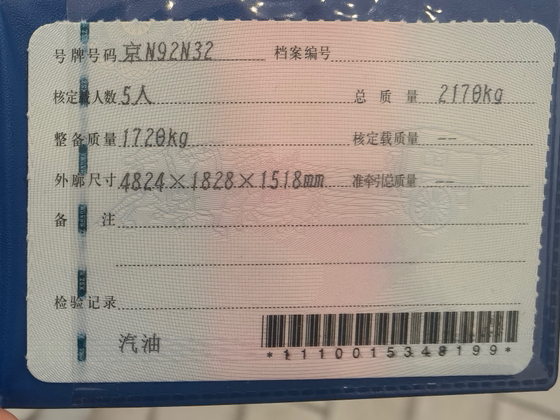 号牌号码 京N92N32 档案编号
核定载人数 5人 总质量 2170kg
整备质量 1720kg 核定载质量 --
外廓尺寸 4824×1828×1518mm 准牵引总质量 --
备注
检验记录
汽油
*1110015348199*